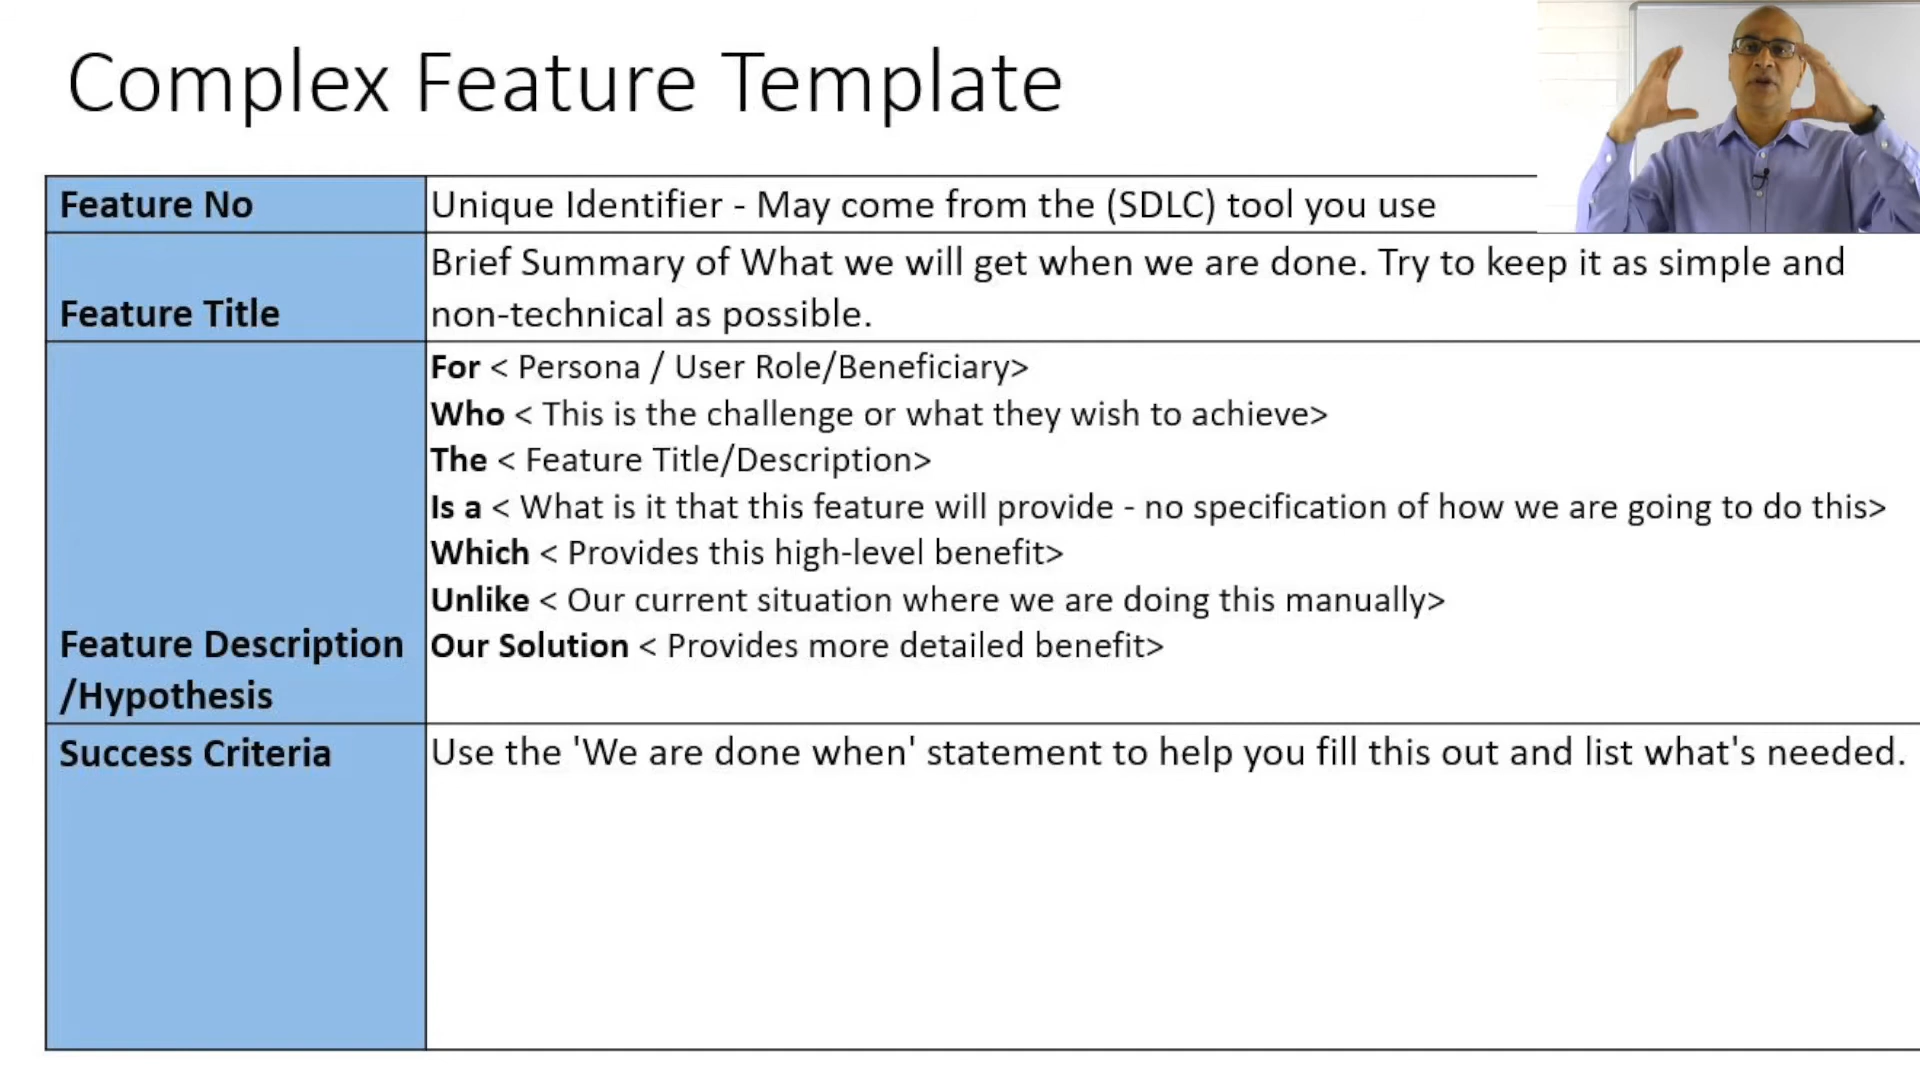 Complex Feature Template
Feature No
Unique Identifier - May come from the (SDLC) tool you use
Feature Title
Brief Summary of What we will get when we are done. Try to keep it as simple and
non-technical as possible.
Feature Description
/Hypothesis
For < Persona / User Role/Beneficiary>
Who < This is the challenge or what they wish to achieve>
The < Feature Title/Description>
Is a < What is it that this feature will provide - no specification of how we are going to do this>
Which < Provides this high-level benefit>
Unlike < Our current situation where we are doing this manually>
Our Solution < Provides more detailed benefit>
Success Criteria
Use the 'We are done when' statement to help you fill this out and list what's needed.